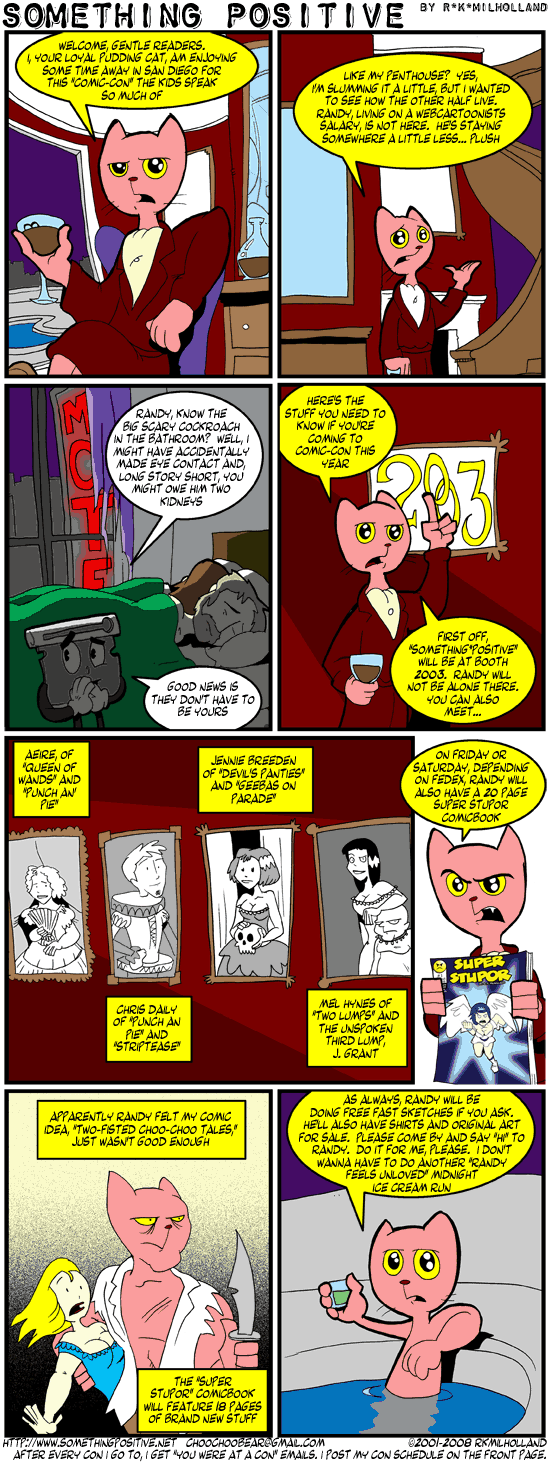 SOMETHING POSITIVE BY R*K*MILHOLLAND
WELCOME, GENTLE READERS.
I, YOUR LOYAL PUDDING CAT, AM ENJOYING
SOME TIME AWAY IN SAN DIEGO FOR
THIS "COMIC-CON" THE KIDS SPEAK
SO MUCH OF
LIKE MY PENTHOUSE? YES,
I'M SLUMMING IT A LITTLE, BUT I WANTED
TO SEE HOW THE OTHER HALF LIVE.
RANDY, LIVING ON A WEBCARTOONISTS
SALARY, IS NOT HERE. HE'S STAYING
SOMEWHERE A LITTLE LESS... PLUSH
MOTE
RANDY, KNOW THE
BIG SCARY COCKROACH
IN THE BATHROOM? WELL, I
MIGHT HAVE ACCIDENTALLY
MADE EYE CONTACT AND,
LONG STORY SHORT, YOU
MIGHT OWE HIM TWO
KIDNEYS
GOOD NEWS IS
THEY DON'T HAVE TO
BE YOURS
HERE'S THE
STUFF YOU NEED TO
KNOW IF YOU'RE
COMING TO
COMIC-CON THIS
YEAR
2003
FIRST OFF,
"SOMETHING*POSITIVE"
WILL BE AT BOOTH
2003. RANDY WILL
NOT BE ALONE THERE.
YOU CAN ALSO
MEET...
AEIRE, OF
"QUEEN OF
WANDS" AND
"PUNCH AN'
PIE"
CHRIS DAILY
OF "PUNCH AN
PIE" AND
"STRIPTEASE"
JENNIE BREEDEN
OF "DEVIL'S PANTIES"
AND "GEEBAS ON
PARADE"
MEL HYNES OF
"TWO LUMPS" AND
THE UNSPOKEN
THIRD LUMP,
J. GRANT
ON FRIDAY OR
SATURDAY, DEPENDING
ON FEDEX, RANDY WILL
ALSO HAVE A 20 PAGE
SUPER STUPOR
COMICBOOK
SUPER
STUPOR
APPARENTLY RANDY FELT MY COMIC
IDEA, "TWO-FISTED CHOO-CHOO TALES,"
JUST WASN'T GOOD ENOUGH
THE "SUPER
STUPOR" COMICBOOK
WILL FEATURE 18 PAGES
OF BRAND NEW STUFF
AS ALWAYS, RANDY WILL BE
DOING FREE FAST SKETCHES IF YOU ASK.
HE'LL ALSO HAVE SHIRTS AND ORIGINAL ART
FOR SALE. PLEASE COME BY AND SAY "HI" TO
RANDY. DO IT FOR ME, PLEASE. I DON'T
WANNA HAVE TO DO ANOTHER "RANDY
FEELS UNLOVED" MIDNIGHT
ICE CREAM RUN
HTTP://WWW.SOMETHINGPOSITIVE.NET CHOOCHOOBEAR@GMAIL.COM ©2001-2008 RKMILHOLLAND
AFTER EVERY CON I GO TO, I GET "YOU WERE AT A CON" EMAILS. I POST MY CON SCHEDULE ON THE FRONT PAGE.